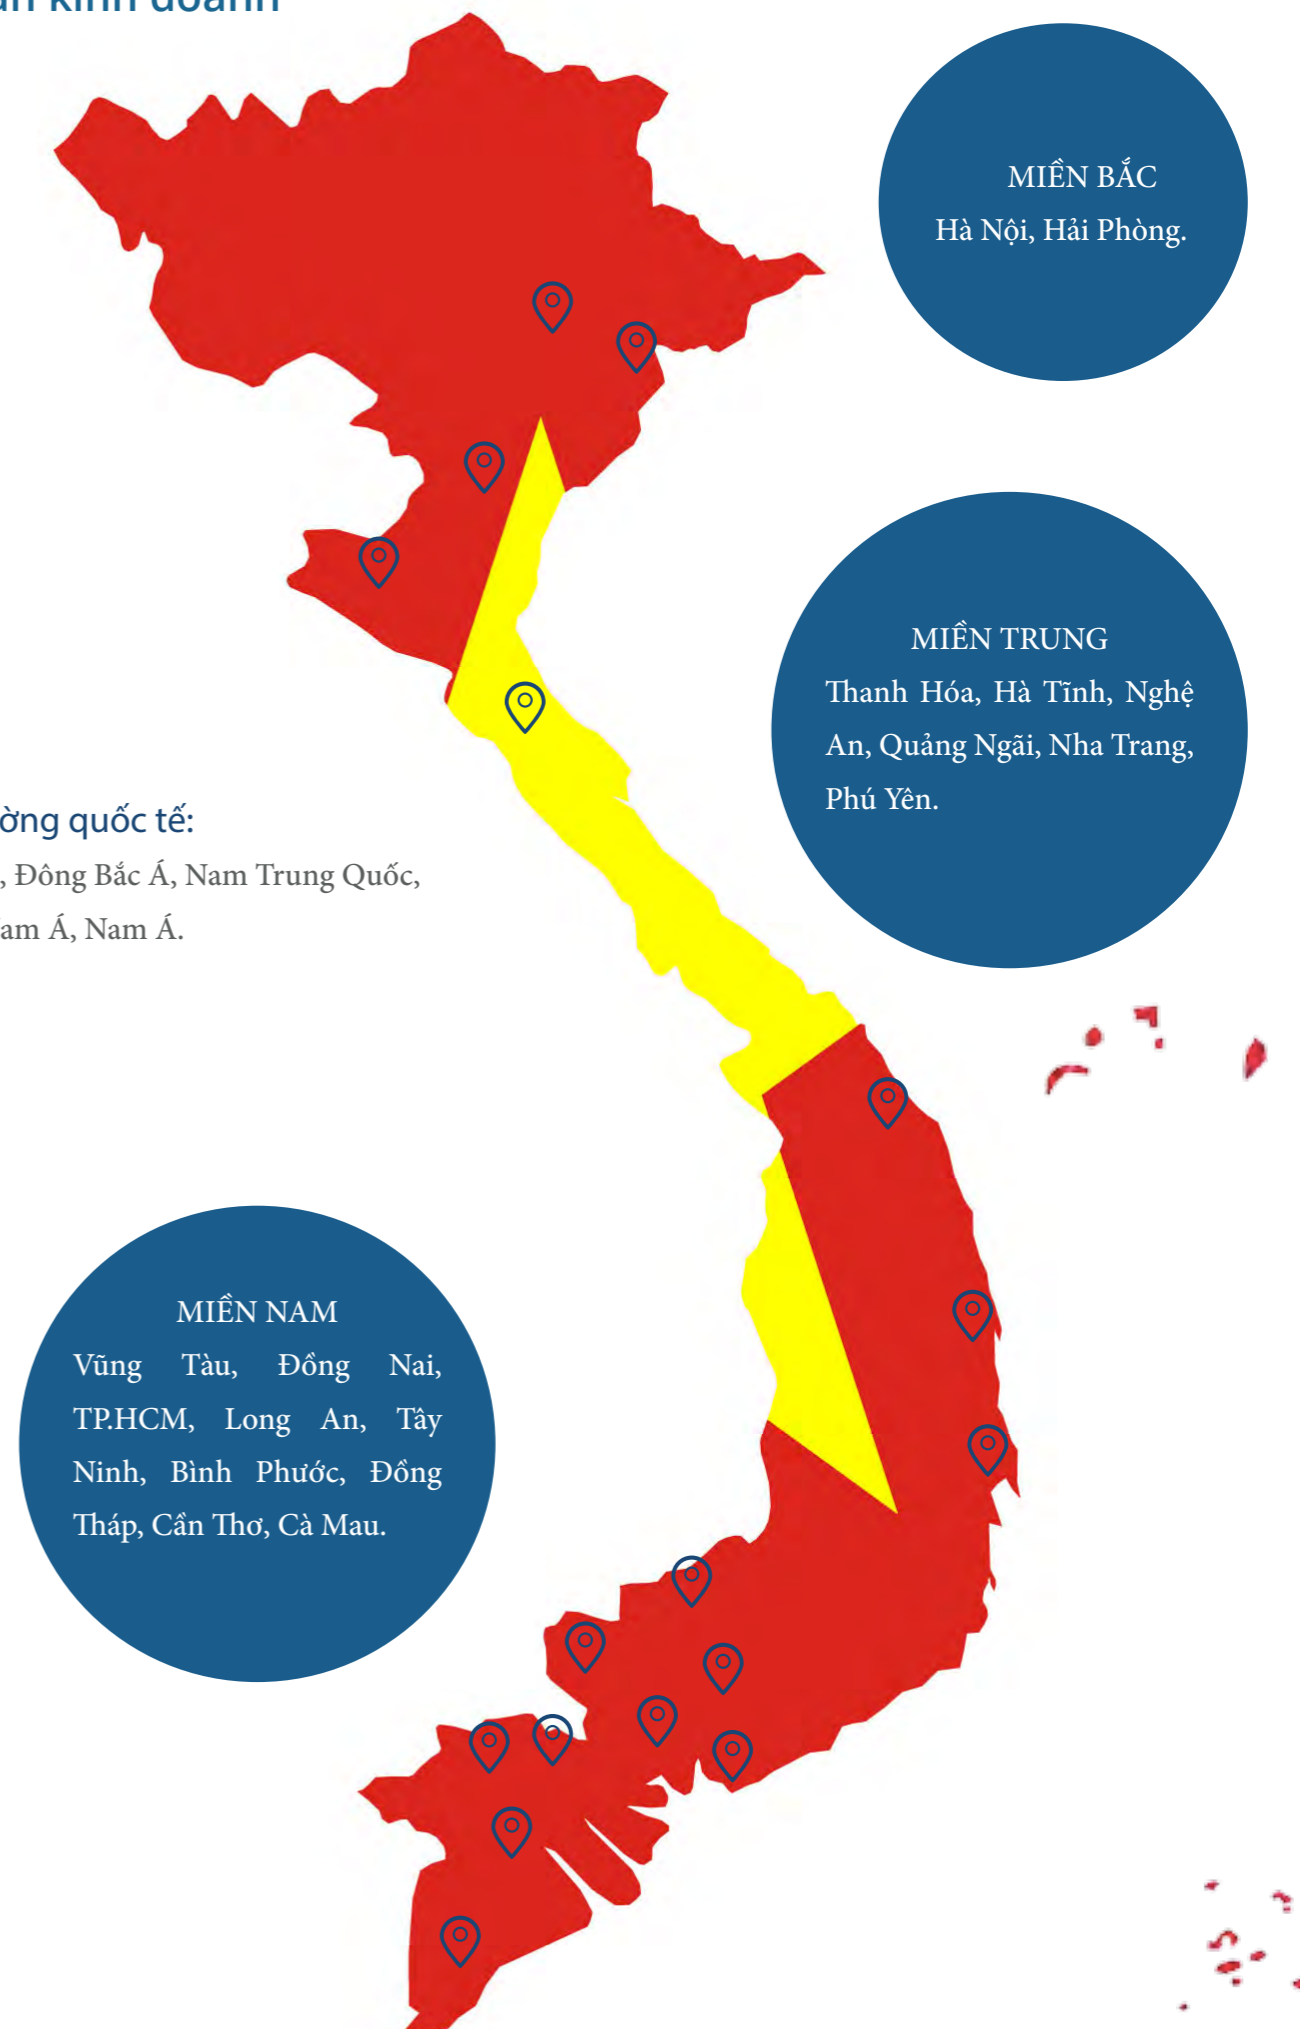 kinh doanh
MIỀN BẮC
Hà Nội, Hải Phòng.
MIỀN TRUNG
Thanh Hóa, Hà Tĩnh, Nghệ
An, Quảng Ngãi, Nha Trang,
Phú Yên.
quốc tế:
, Đông Bắc Á, Nam Trung Quốc,
Á, Nam Á.
MIỀN NAM
Vũng Tàu, Đồng Nai,
TP.HCM, Long An, Tây
Ninh, Bình Phước, Đồng
Tháp, Cần Thơ, Cà Mau.